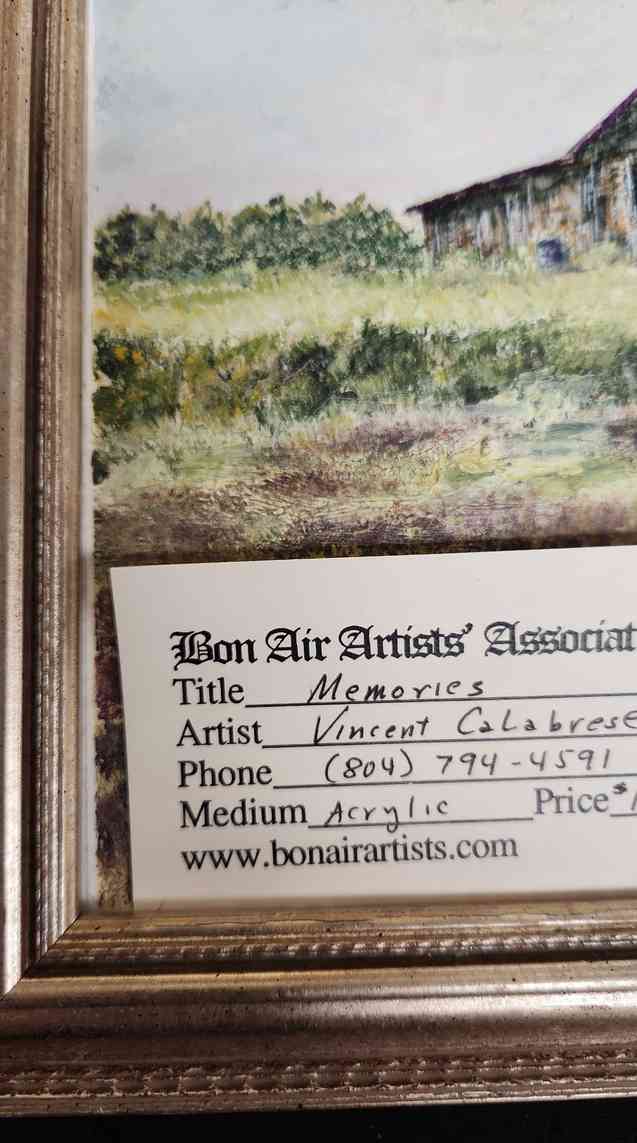 Bon Air Artists' Associat
Title Memories
Artist Vincent Calabrese
Phone (804) 794-4591
Medium Acrylic Price $
www.bonairartists.com